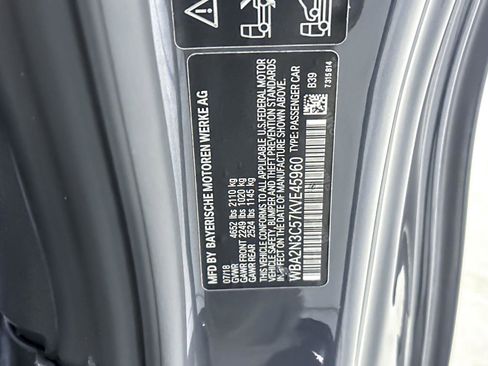 MFD BY BAYERISCHE MOTOREN WERKE AG
07/18
GVWR 4652 lbs 2110 kg
GAWR FRONT 2249 lbs 1020 kg
GAWR REAR 2524 lbs 1145 kg
THIS VEHICLE CONFORMS TO ALL APPLICABLE U.S.FEDERAL MOTOR
VEHICLE SAFETY, BUMPER AND THEFT PREVENTION STANDARDS
IN EFFECT ON THE DATE OF MANUFACTURE SHOWN ABOVE.
WBA2N3C57KVE45960 TYPE: PASSENGER CAR
B39
7315814